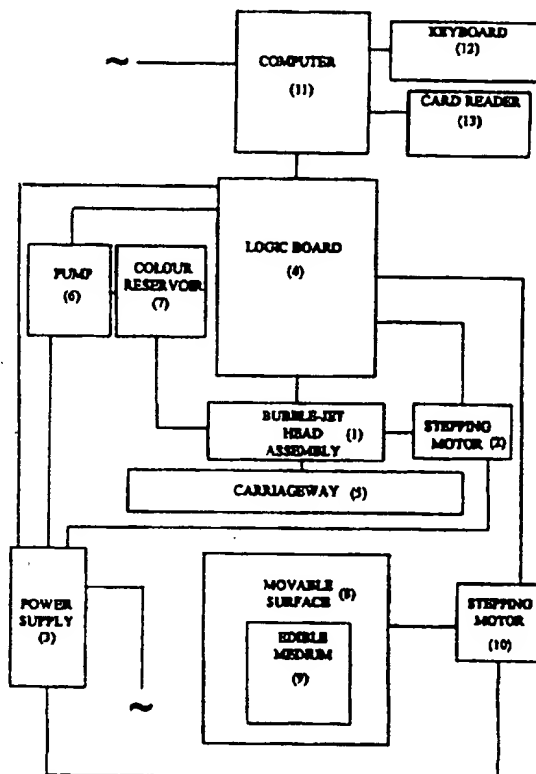 KEYBOARD
(12)
~
COMPUTER
(11)
CARD READER
(13)
LOGIC BOARD
(4)
PUMP
(6)
COLOUR
RESERVOIR
(7)
BUBBLE-JET
HEAD (1)
ASSEMBLY
STEPPING
MOTOR (2)
CARRIAGEWAY (5)
POWER
SUPPLY
(3)
MOVABLE (8)
SURFACE
EDIBLE
MEDIUM
(9)
STEPPING
MOTOR
(10)
~